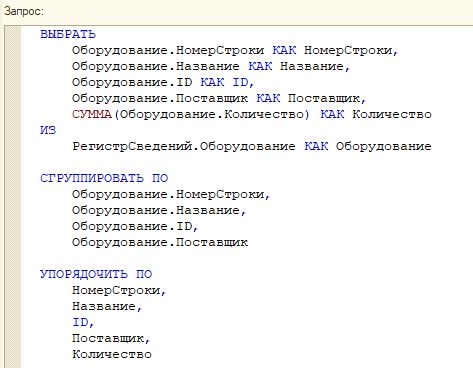 Запрос:
ВЫБРАТЬ
Оборудование.НомерСтроки КАК НомерСтроки,
Оборудование.Название КАК Название,
Оборудование.ID КАК ID,
Оборудование.Поставщик КАК Поставщик,
СУММА(Оборудование.Количество) КАК Количество
ИЗ
РегистрСведений.Оборудование КАК Оборудование
СГРУППИРОВАТЬ ПО
Оборудование.НомерСтроки,
Оборудование.Название,
Оборудование.ID,
Оборудование.Поставщик
УПОРЯДОЧИТЬ ПО
НомерСтроки,
Название,
ID,
Поставщик,
Количество